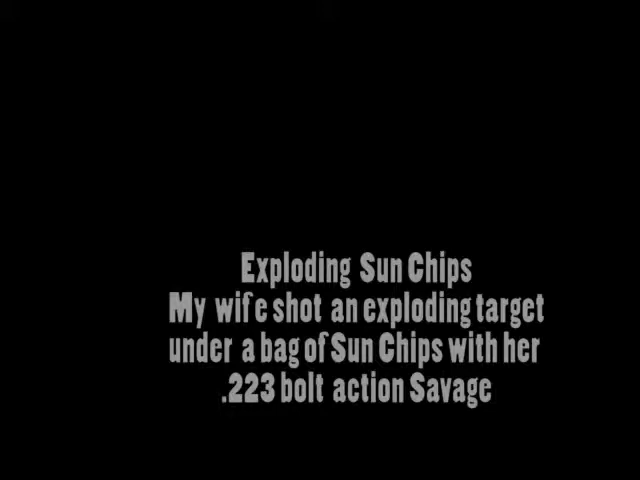 Exploding Sun Chips
My wife shot an exploding target
under a bag of Sun Chips with her
.223 bolt action Savage